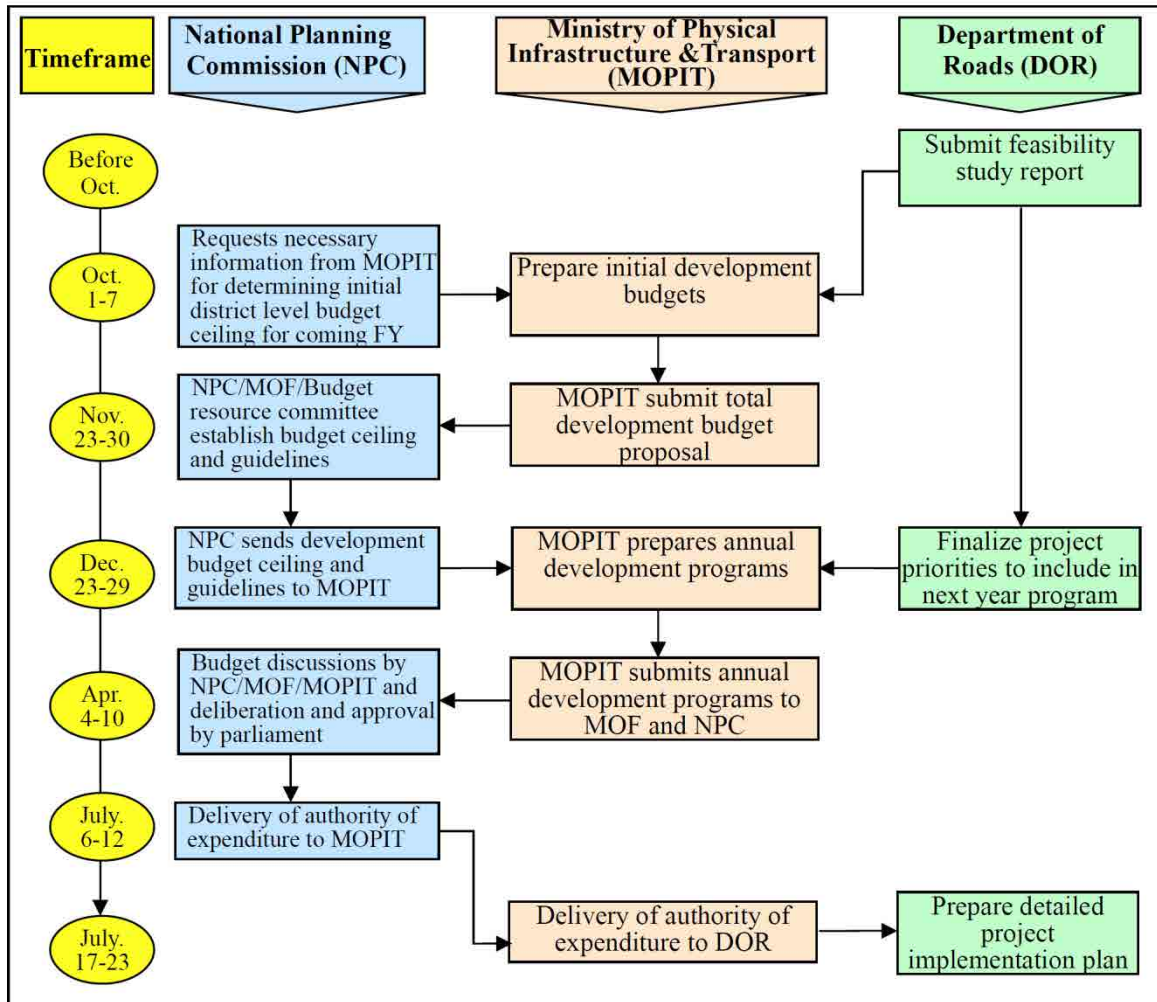 Timeframe
National Planning
Commission (NPC)
Ministry of Physical
Infrastructure &Transport
(MOPIT)
Department of
Roads (DOR)
Before
Oct.
Submit feasibility
study report
Oct.
1-7
Requests necessary
information from MOPIT
for determining initial
district level budget
ceiling for coming FY
Prepare initial development
budgets
Nov.
23-30
NPC/MOF/Budget
resource committee
establish budget ceiling
and guidelines
MOPIT submit total
development budget
proposal
Dec.
23-29
NPC sends development
budget ceiling and
guidelines to MOPIT
MOPIT prepares annual
development programs
Finalize project
priorities to include in
next year program
Apr.
4-10
Budget discussions by
NPC/MOF/MOPIT and
deliberation and approval
by parliament
MOPIT submits annual
development programs to
MOF and NPC
July.
6-12
Delivery of authority of
expenditure to MOPIT
July.
17-23
Delivery of authority of
expenditure to DOR
Prepare detailed
project
implementation plan